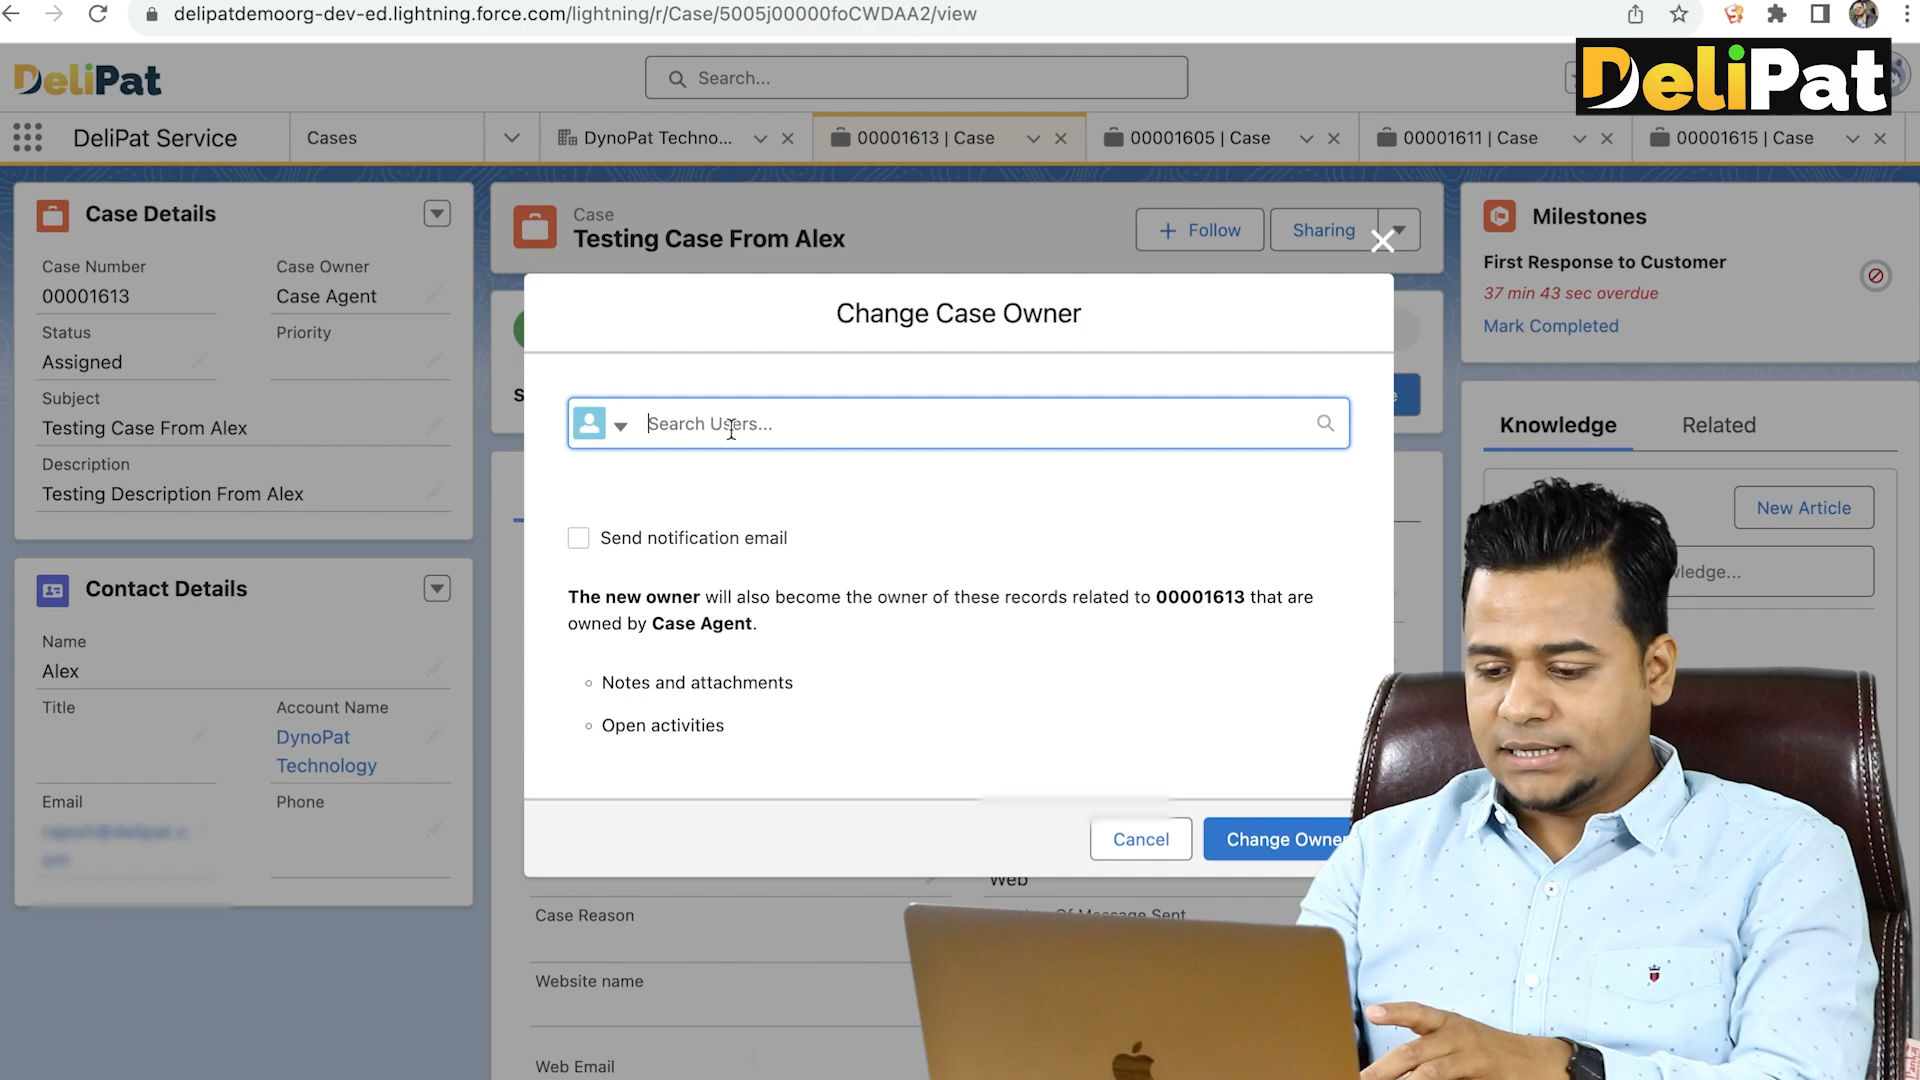 delipatdemoorg-dev-ed.lightning.force.com/lightning/r/Case/5005j00000foCWDAA2/view
DeliPat
Search...
DeliPat
DeliPat Service
Cases
DynoPat Techno...
00001613 | Case
00001605 | Case
00001611 | Case
00001615 | Case
Case Details
Case Number
00001613
Case Owner
Case Agent
Status
Assigned
Priority
Subject
Testing Case From Alex
Description
Testing Description From Alex
Contact Details
Name
Alex
Title
Account Name
DynoPat
Technology
Email
Phone
Case
Testing Case From Alex
Follow
Sharing
Change Case Owner
Search Users...
Send notification email
The new owner will also become the owner of these records related to 00001613 that are
owned by Case Agent.
Notes and attachments
Open activities
Cancel
Change Owner
Web
Case Reason
Of Message Sent
Website name
Web Email
Milestones
First Response to Customer
37 min 43 sec overdue
Mark Completed
Knowledge
Related
New Article